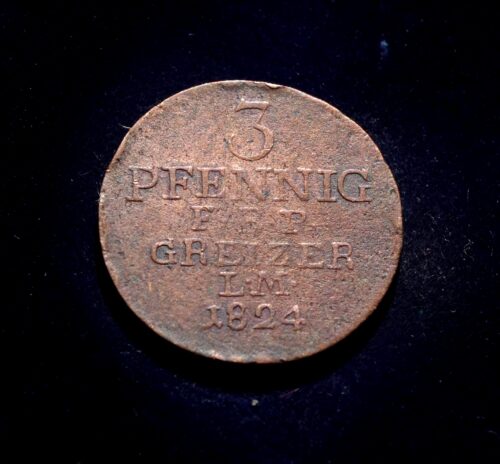 3
PFENNIG
F. R. P.
GREIZER
L.M.
1824